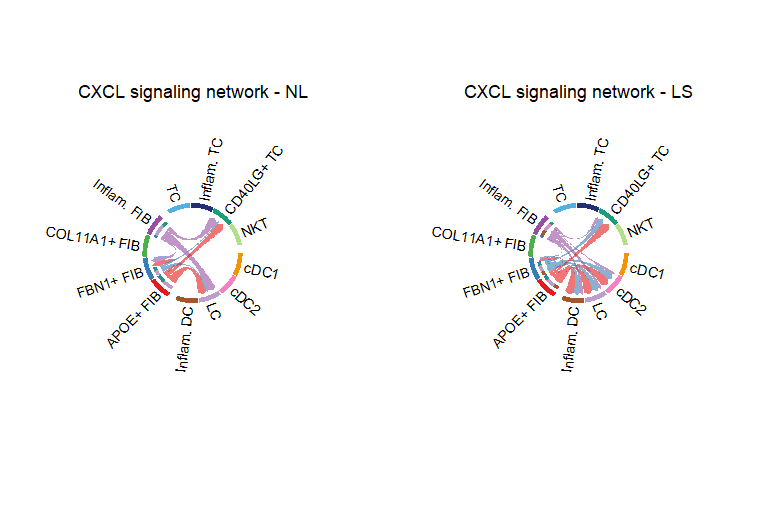 CXCL signaling network - NL
Inflam. TC
TC
CD40LG+ TC
Inflam. FIB
NKT
COL11A1+ FIB
cDC1
FBN1+ FIB
cDC2
APOE+ FIB
LC
Inflam. DC
CXCL signaling network - LS
Inflam. TC
TC
CD40LG+ TC
Inflam. FIB
NKT
COL11A1+ FIB
cDC1
FBN1+ FIB
cDC2
APOE+ FIB
LC
Inflam. DC